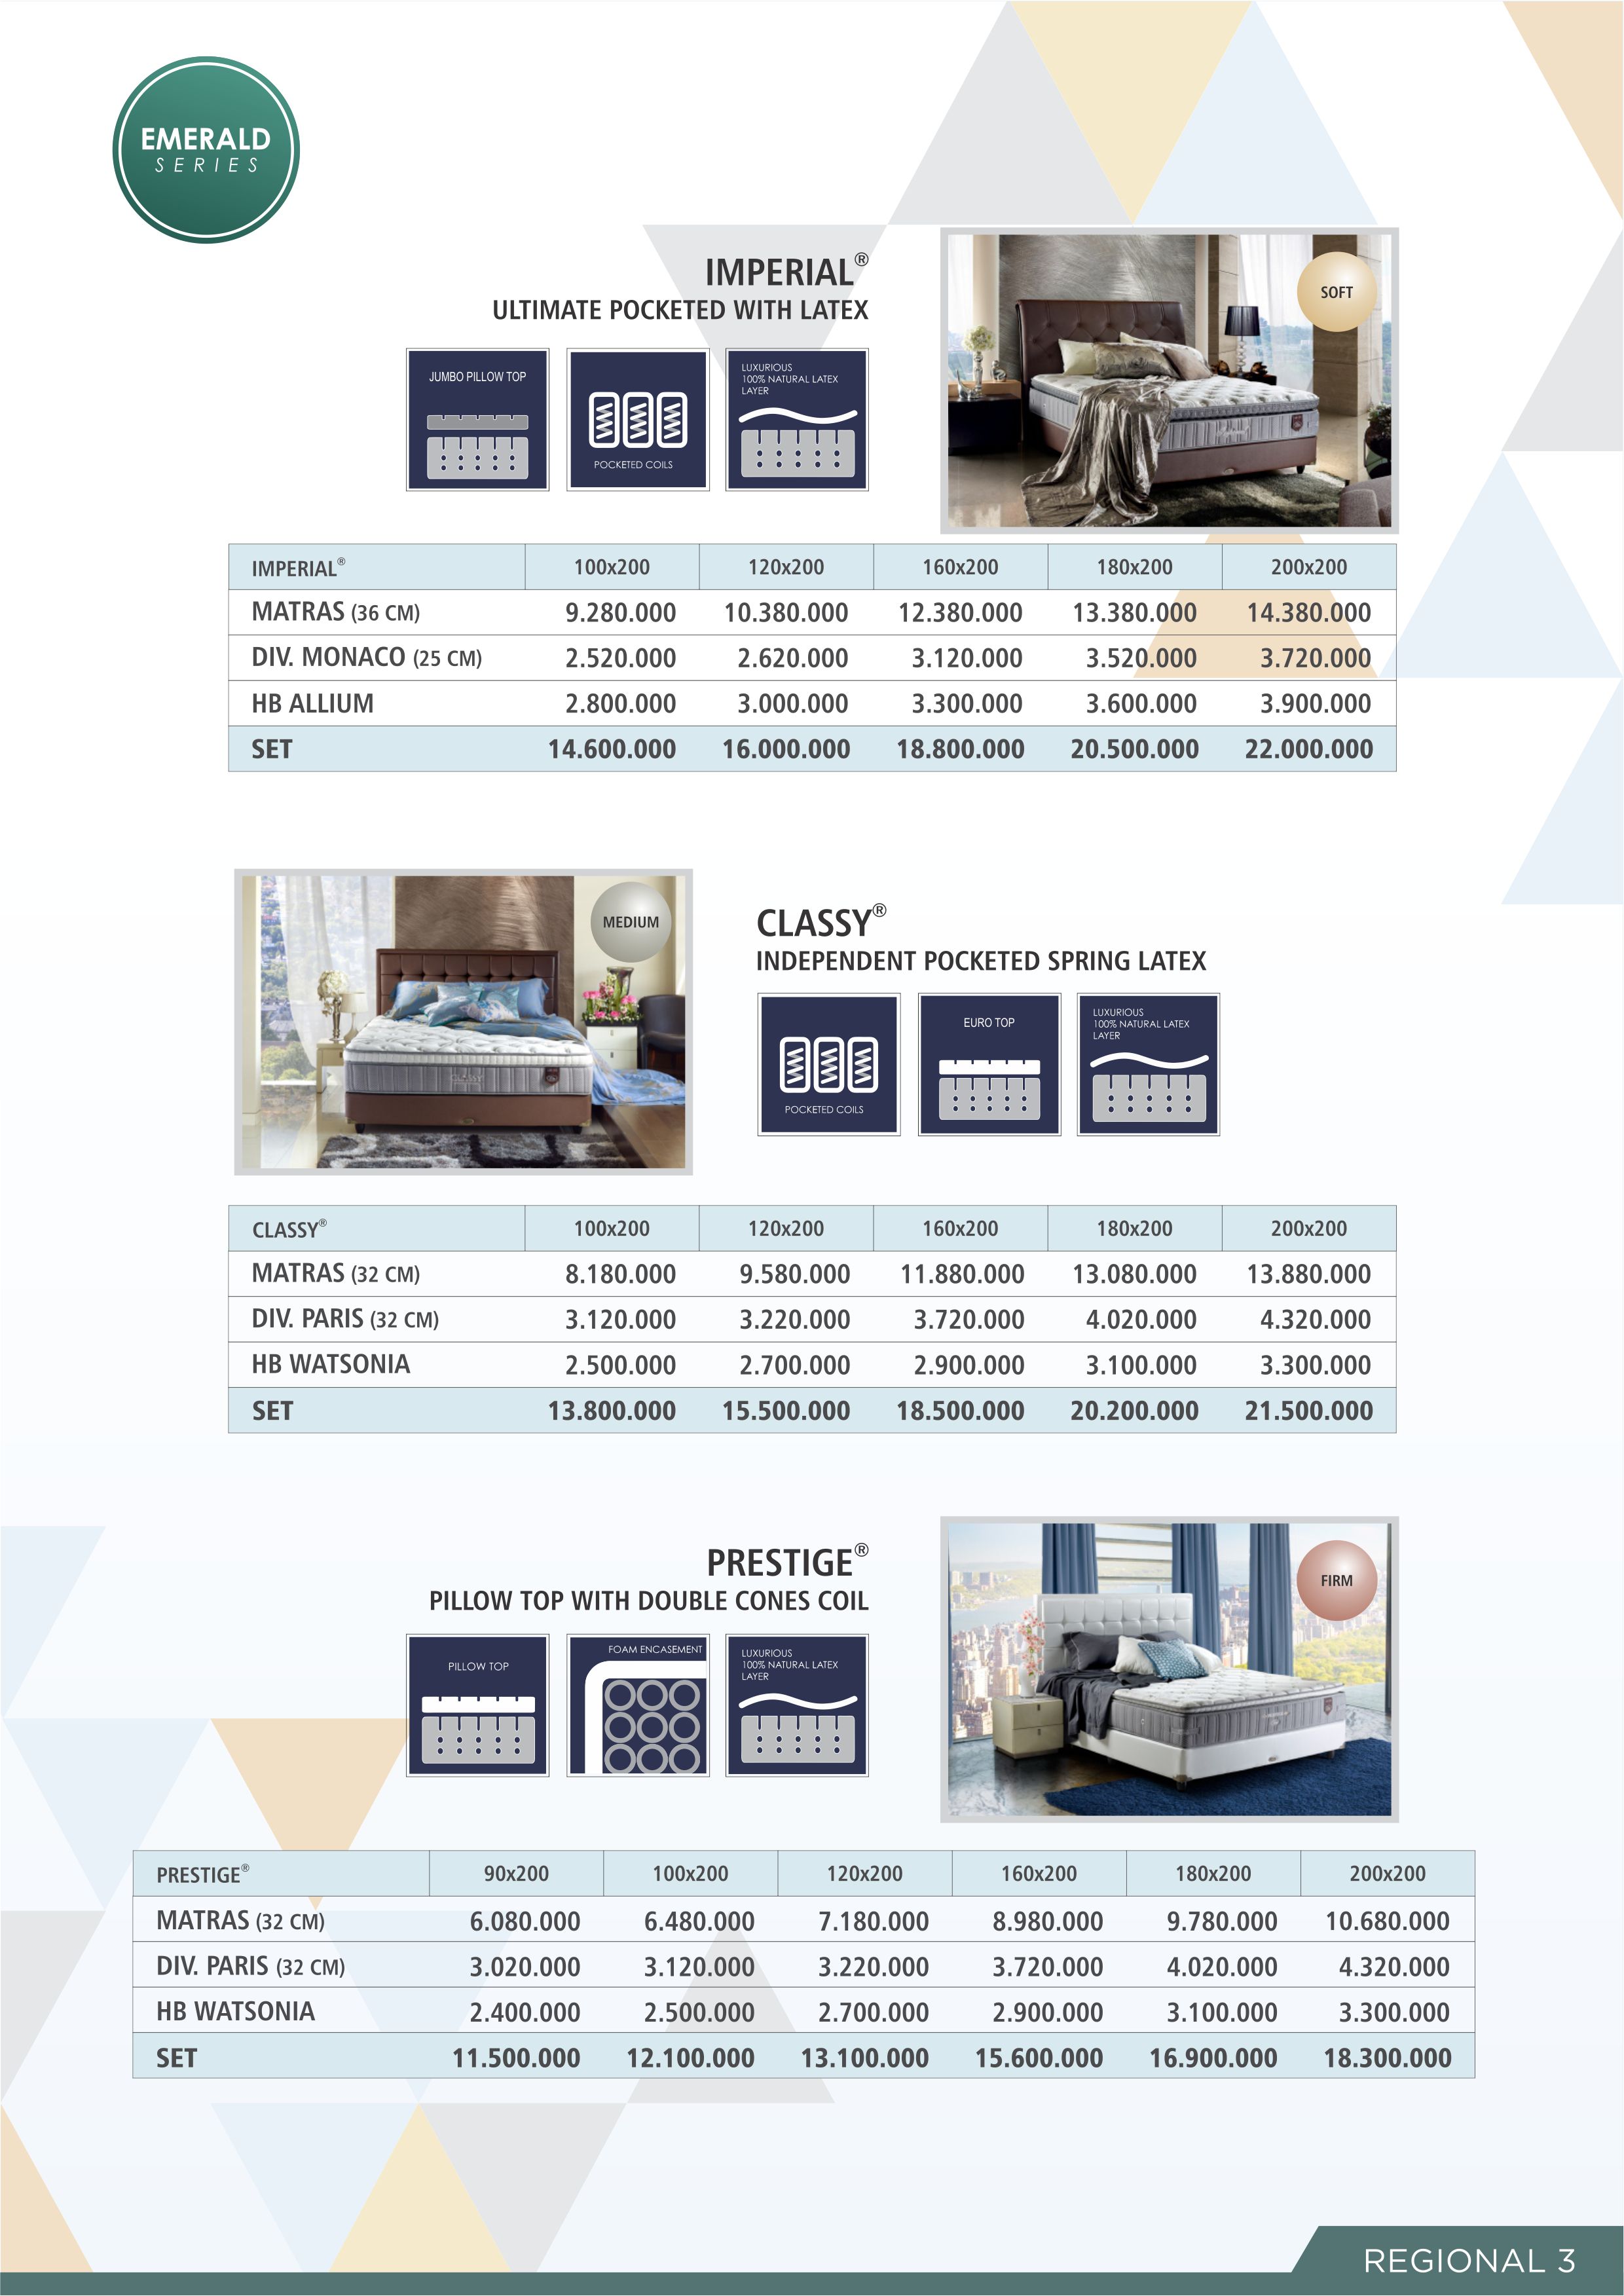 EMERALD
SERIES
IMPERIAL®
ULTIMATE POCKETED WITH LATEX
SOFT
JUMBO PILLOW TOP
POCKETED COILS
LUXURIOUS
100% NATURAL LATEX
LAYER
IMPERIAL® 100x200 120x200 160x200 180x200 200x200
MATRAS (36 CM) 9.280.000 10.380.000 12.380.000 13.380.000 14.380.000
DIV. MONACO (25 CM) 2.520.000 2.620.000 3.120.000 3.520.000 3.720.000
HB ALLIUM 2.800.000 3.000.000 3.300.000 3.600.000 3.900.000
SET 14.600.000 16.000.000 18.800.000 20.500.000 22.000.000
MEDIUM
CLASSY
CLASSY®
INDEPENDENT POCKETED SPRING LATEX
POCKETED COILS
EURO TOP
LUXURIOUS
100% NATURAL LATEX
LAYER
CLASSY® 100x200 120x200 160x200 180x200 200x200
MATRAS (32 CM) 8.180.000 9.580.000 11.880.000 13.080.000 13.880.000
DIV. PARIS (32 CM) 3.120.000 3.220.000 3.720.000 4.020.000 4.320.000
HB WATSONIA 2.500.000 2.700.000 2.900.000 3.100.000 3.300.000
SET 13.800.000 15.500.000 18.500.000 20.200.000 21.500.000
PRESTIGE®
PILLOW TOP WITH DOUBLE CONES COIL
FIRM
PILLOW TOP
FOAM ENCASEMENT
LUXURIOUS
100% NATURAL LATEX
LAYER
PRESTIGE® 90x200 100x200 120x200 160x200 180x200 200x200
MATRAS (32 CM) 6.080.000 6.480.000 7.180.000 8.980.000 9.780.000 10.680.000
DIV. PARIS (32 CM) 3.020.000 3.120.000 3.220.000 3.720.000 4.020.000 4.320.000
HB WATSONIA 2.400.000 2.500.000 2.700.000 2.900.000 3.100.000 3.300.000
SET 11.500.000 12.100.000 13.100.000 15.600.000 16.900.000 18.300.000
REGIONAL 3